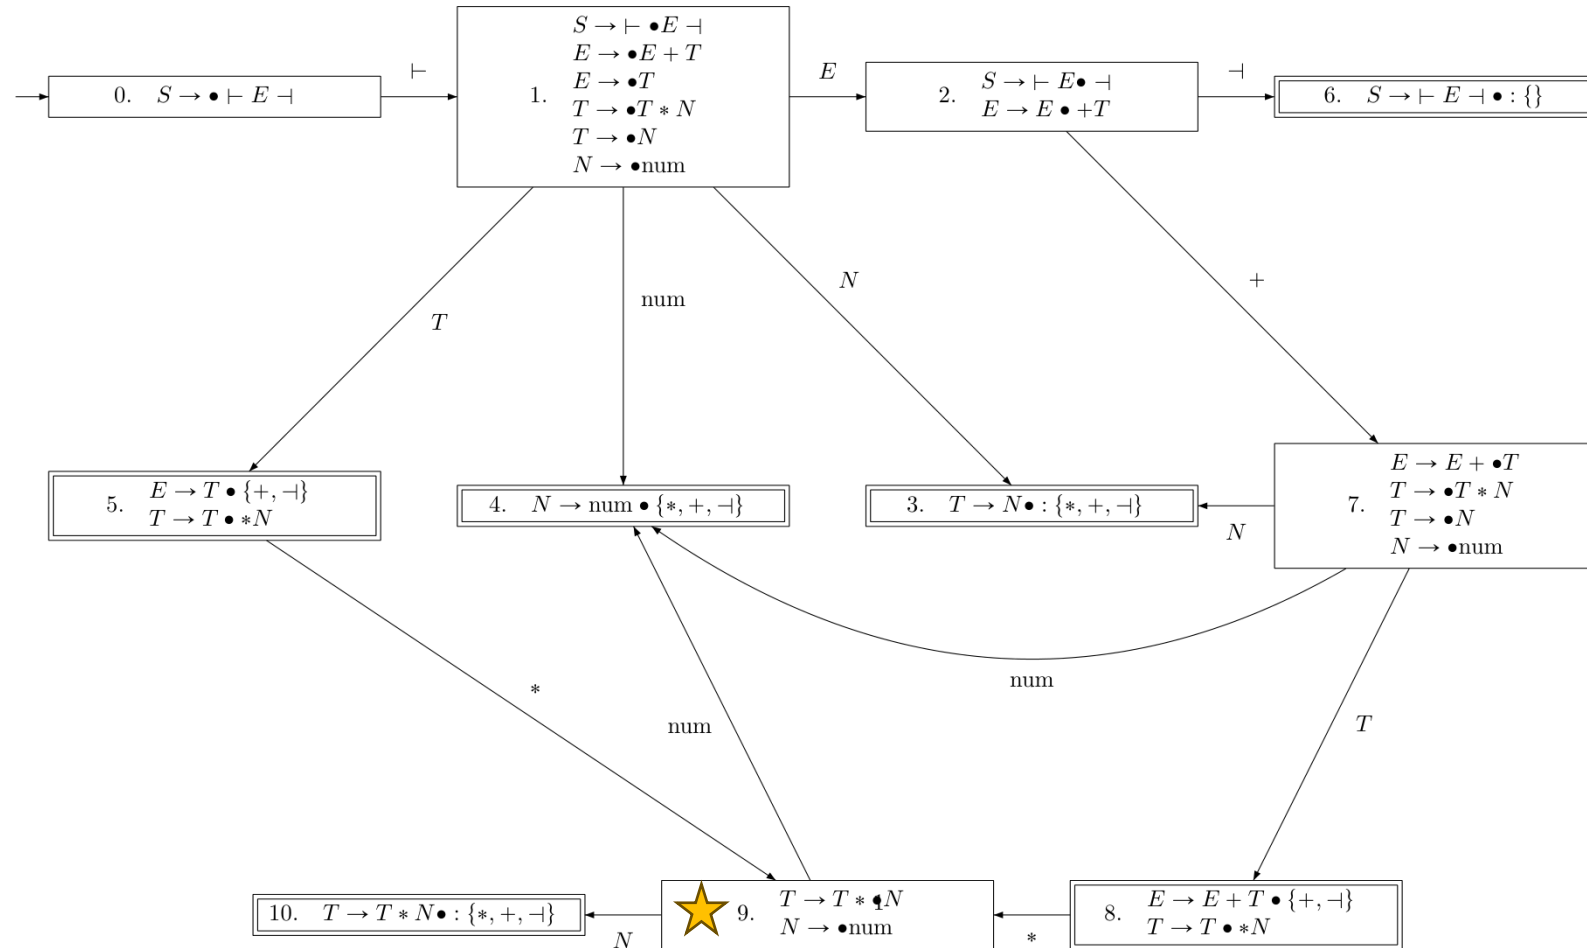 0. S → • ⊢ E ⊣
⊢
1.
S → ⊢ •E ⊣
E → •E + T
E → •T
T → •T ∗ N
T → •N
N → •num
E
2.
S → ⊢ E• ⊣
E → E • +T
⊣
6. S → ⊢ E ⊣ • : {}
T
num
N
+
5.
E → T • {+, ⊣}
T → T • ∗N
4. N → num • {∗, +, ⊣}
3. T → N• : {∗, +, ⊣}
N
7.
E → E + •T
T → •T ∗ N
T → •N
N → •num
∗
num
num
T
10. T → T ∗ N• : {∗, +, ⊣}
N
9.
T → T ∗ •N
N → •num
∗
8.
E → E + T • {+, ⊣}
T → T • ∗N